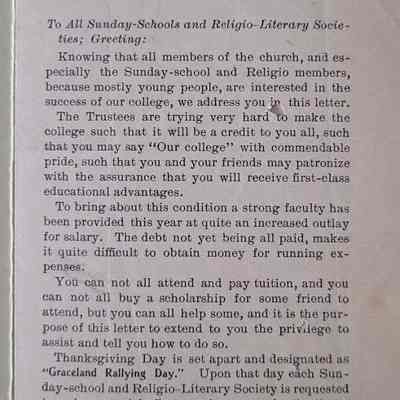 To All Sunday-Schools and Religio-Literary Socie-
ties; Greeting:
Knowing that all members of the church, and es-
pecially the Sunday-school and Religio members,
because mostly young people, are interested in the
success of our college, we address you in this letter.
The Trustees are trying very hard to make the
college such that it will be a credit to you all, such
that you may say "Our college" with commendable
pride, such that you and your friends may patronize
with the assurance that you will receive first-class
educational advantages.
To bring about this condition a strong faculty has
been provided this year at quite an increased outlay
for salary. The debt not yet being all paid, makes
it quite difficult to obtain money for running ex-
penses.
You can not all attend and pay tuition, and you
can not all buy a scholarship for some friend to
attend, but you can all help some, and it is the pur-
pose of this letter to extend to you the privilege to
assist and tell you how to do so.
Thanksgiving Day is set apart and designated as
"Graceland Rallying Day." Upon that day each Sun-
day-school and Religio-Literary Society is requested